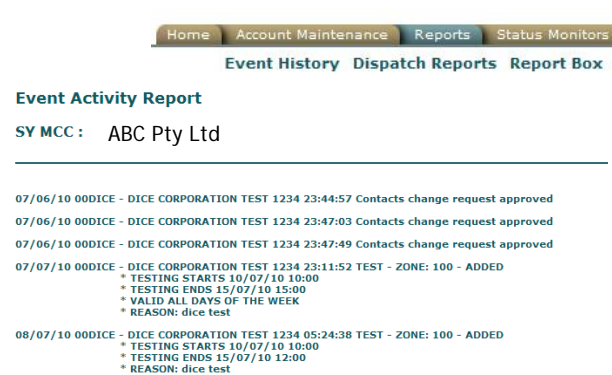 Home Account Maintenance Reports Status Monitors
Event History Dispatch Reports Report Box
Event Activity Report
SY MCC : ABC Pty Ltd
07/06/10 00DICE - DICE CORPORATION TEST 1234 23:44:57 Contacts change request approved
07/06/10 00DICE - DICE CORPORATION TEST 1234 23:47:03 Contacts change request approved
07/06/10 00DICE - DICE CORPORATION TEST 1234 23:47:49 Contacts change request approved
07/07/10 00DICE - DICE CORPORATION TEST 1234 23:11:52 TEST - ZONE: 100 - ADDED
* TESTING STARTS 10/07/10 10:00
* TESTING ENDS 15/07/10 15:00
* VALID ALL DAYS OF THE WEEK
* REASON: dice test
08/07/10 00DICE - DICE CORPORATION TEST 1234 05:24:38 TEST - ZONE: 100 - ADDED
* TESTING STARTS 10/07/10 10:00
* TESTING ENDS 15/07/10 12:00
* REASON: dice test